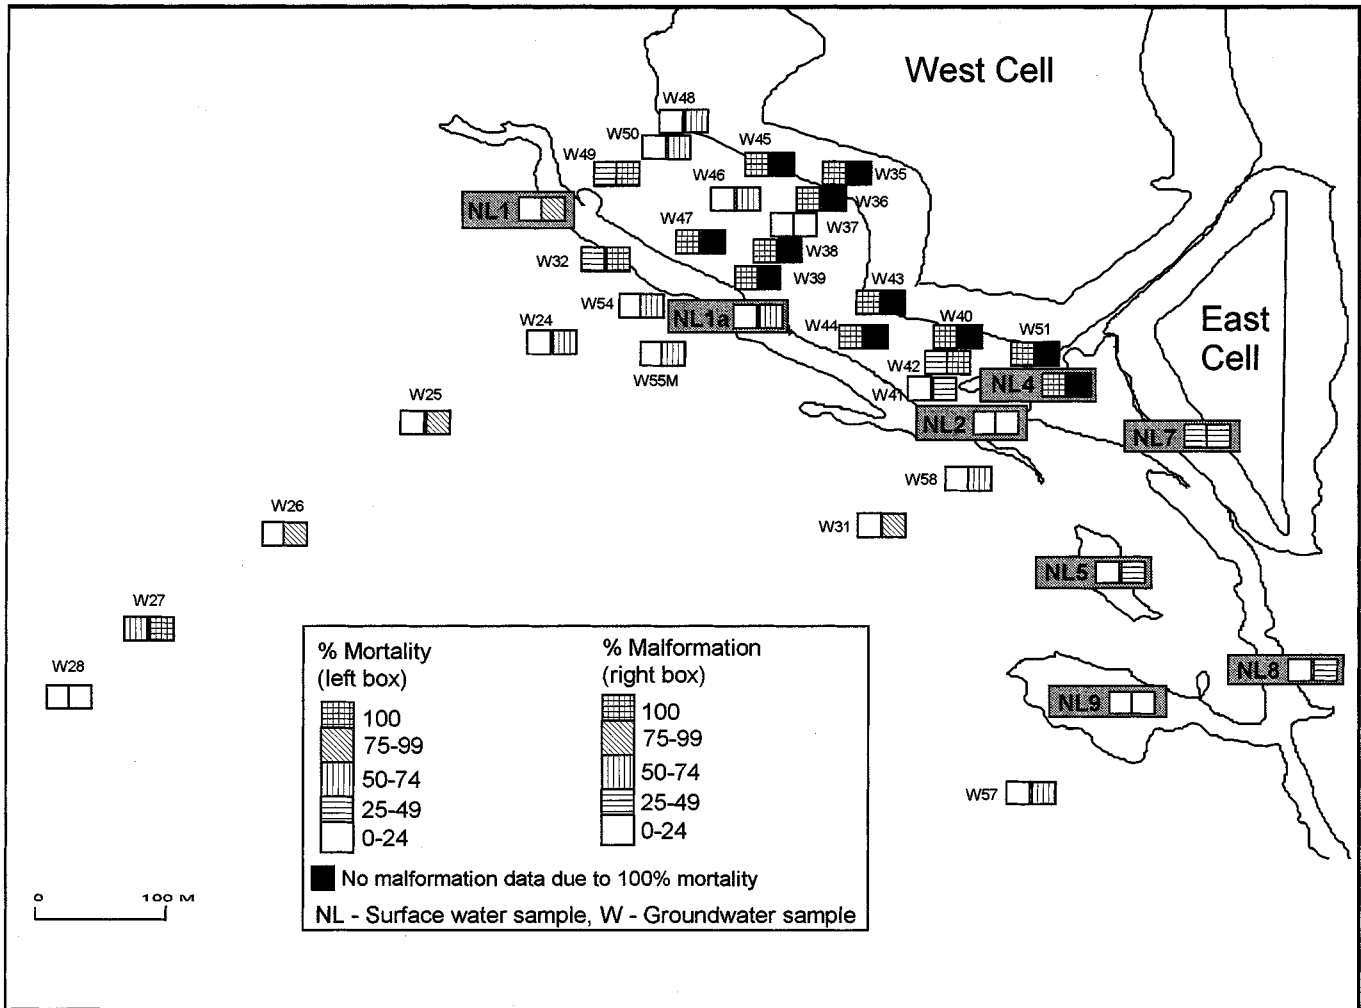 West Cell
W48
W50
W45
W49
W35
W46
W36
NL1
W47
W37
W38
W32
W39
W43
W54
NL1a
East
Cell
W24
W44
W40
W51
W42
W55M
W41
NL4
W25
NL2
NL7
W58
W26
W31
NL5
W27
W28
NL8
NL9
W57
% Mortality
(left box)
100
75-99
50-74
25-49
0-24
% Malformation
(right box)
100
75-99
50-74
25-49
0-24
No malformation data due to 100% mortality
NL - Surface water sample, W - Groundwater sample
0 100 M